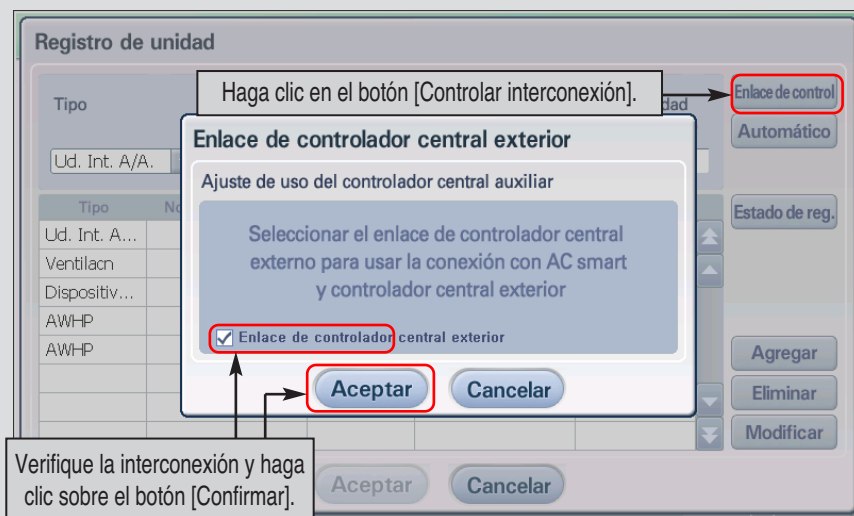 Registro de unidad
Haga clic en el botón [Controlar interconexión].
Tipo
dad
Enlace de control
Automático
Ud. Int. A/A.
Enlace de controlador central exterior
Ajuste de uso del controlador central auxiliar
Seleccionar el enlace de controlador central
externo para usar la conexión con AC smart
y controlador central exterior
Enlace de controlador central exterior
Aceptar
Cancelar
Tipo
No
Estado de reg.
Ud. Int. A...
Ventilacn
Dispositiv...
AWHP
AWHP
Agregar
Eliminar
Modificar
Verifique la interconexión y haga
clic sobre el botón [Confirmar].
Aceptar
Cancelar